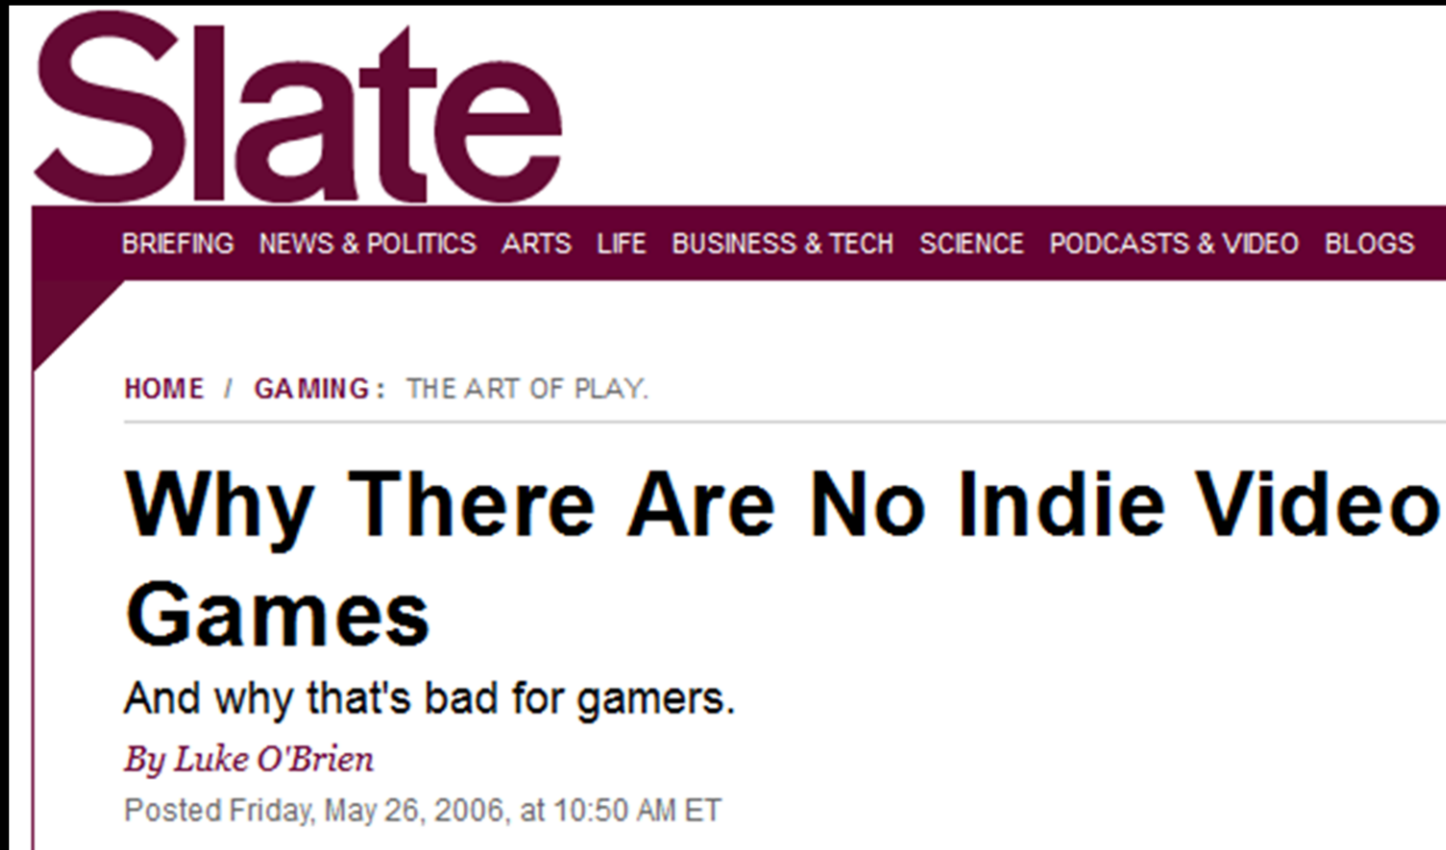 Slate
BRIEFING NEWS & POLITICS ARTS LIFE BUSINESS & TECH SCIENCE PODCASTS & VIDEO BLOGS
HOME / GAMING: THE ART OF PLAY.
Why There Are No Indie Video
Games
And why that's bad for gamers.
By Luke O'Brien
Posted Friday, May 26, 2006, at 10:50 AM ET